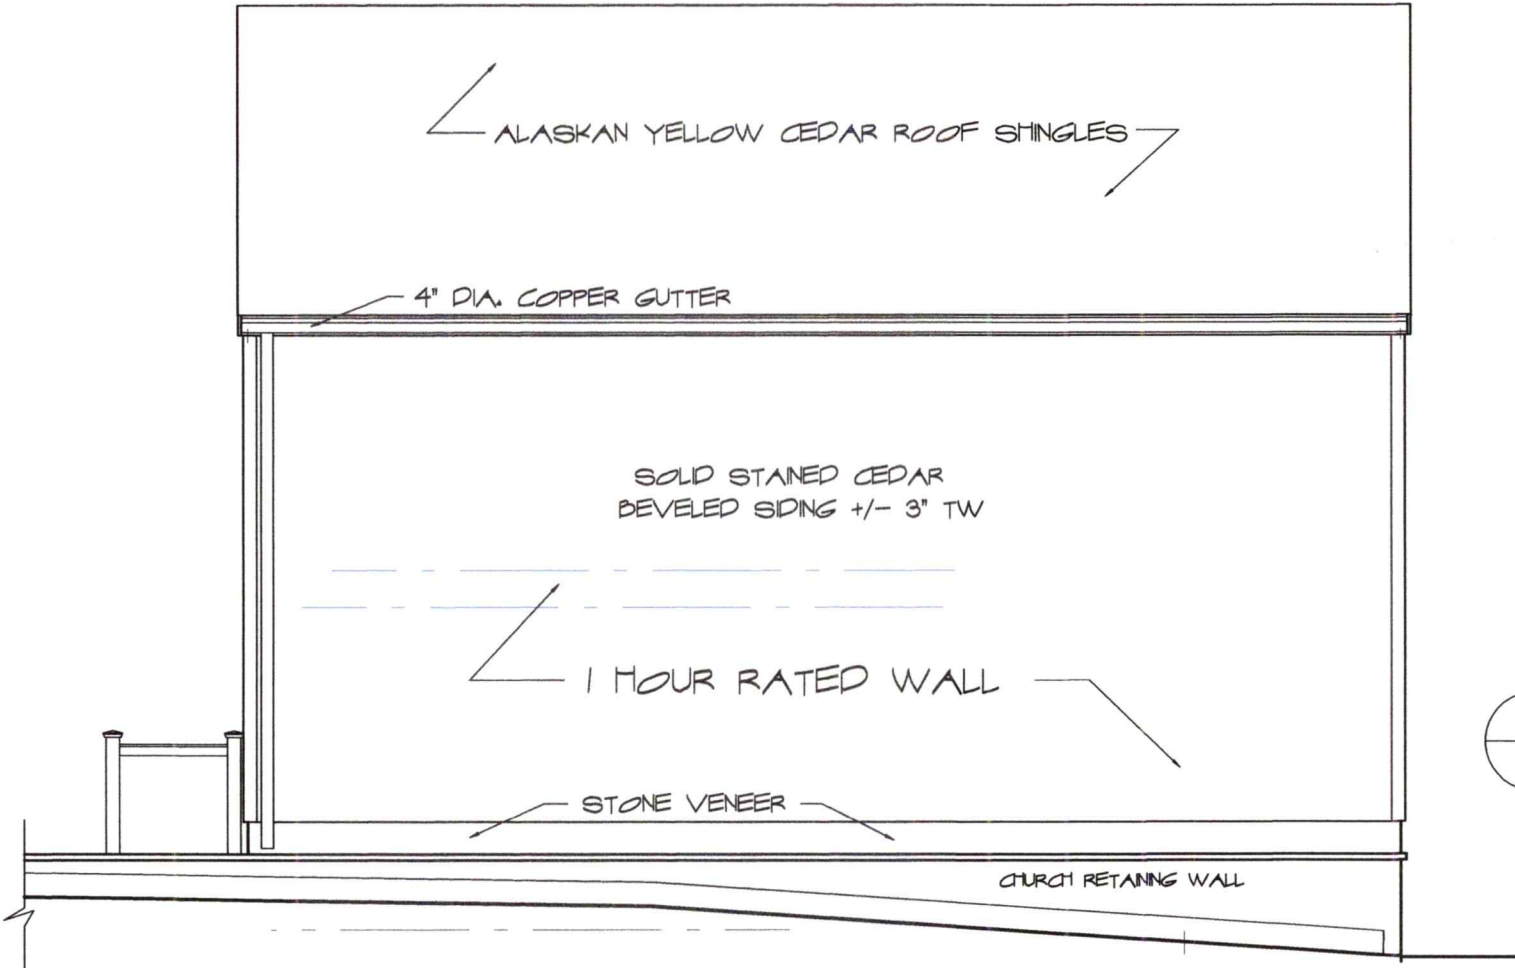 ALASKAN YELLOW CEDAR ROOF SHINGLES
4" DIA. COPPER GUTTER
SOLID STAINED CEDAR
BEVELED SIDING +/- 3" TW
1 HOUR RATED WALL
STONE VENEER
CHURCH RETAINING WALL